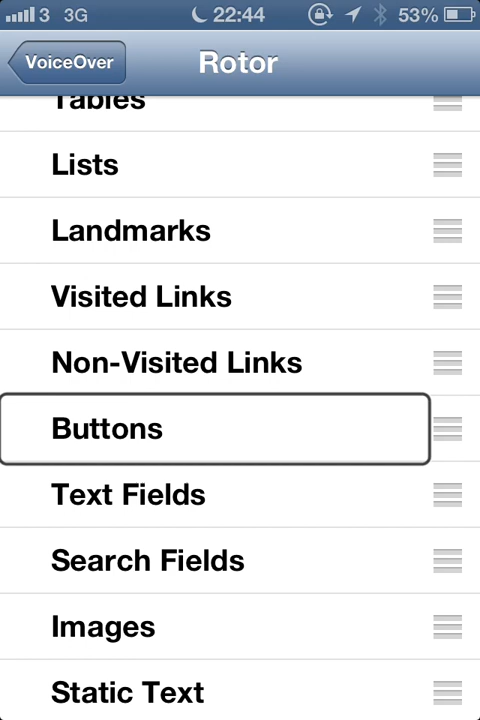 3 3G 22:44 53%
VoiceOver Rotor
Tables
Lists
Landmarks
Visited Links
Non-Visited Links
Buttons
Text Fields
Search Fields
Images
Static Text